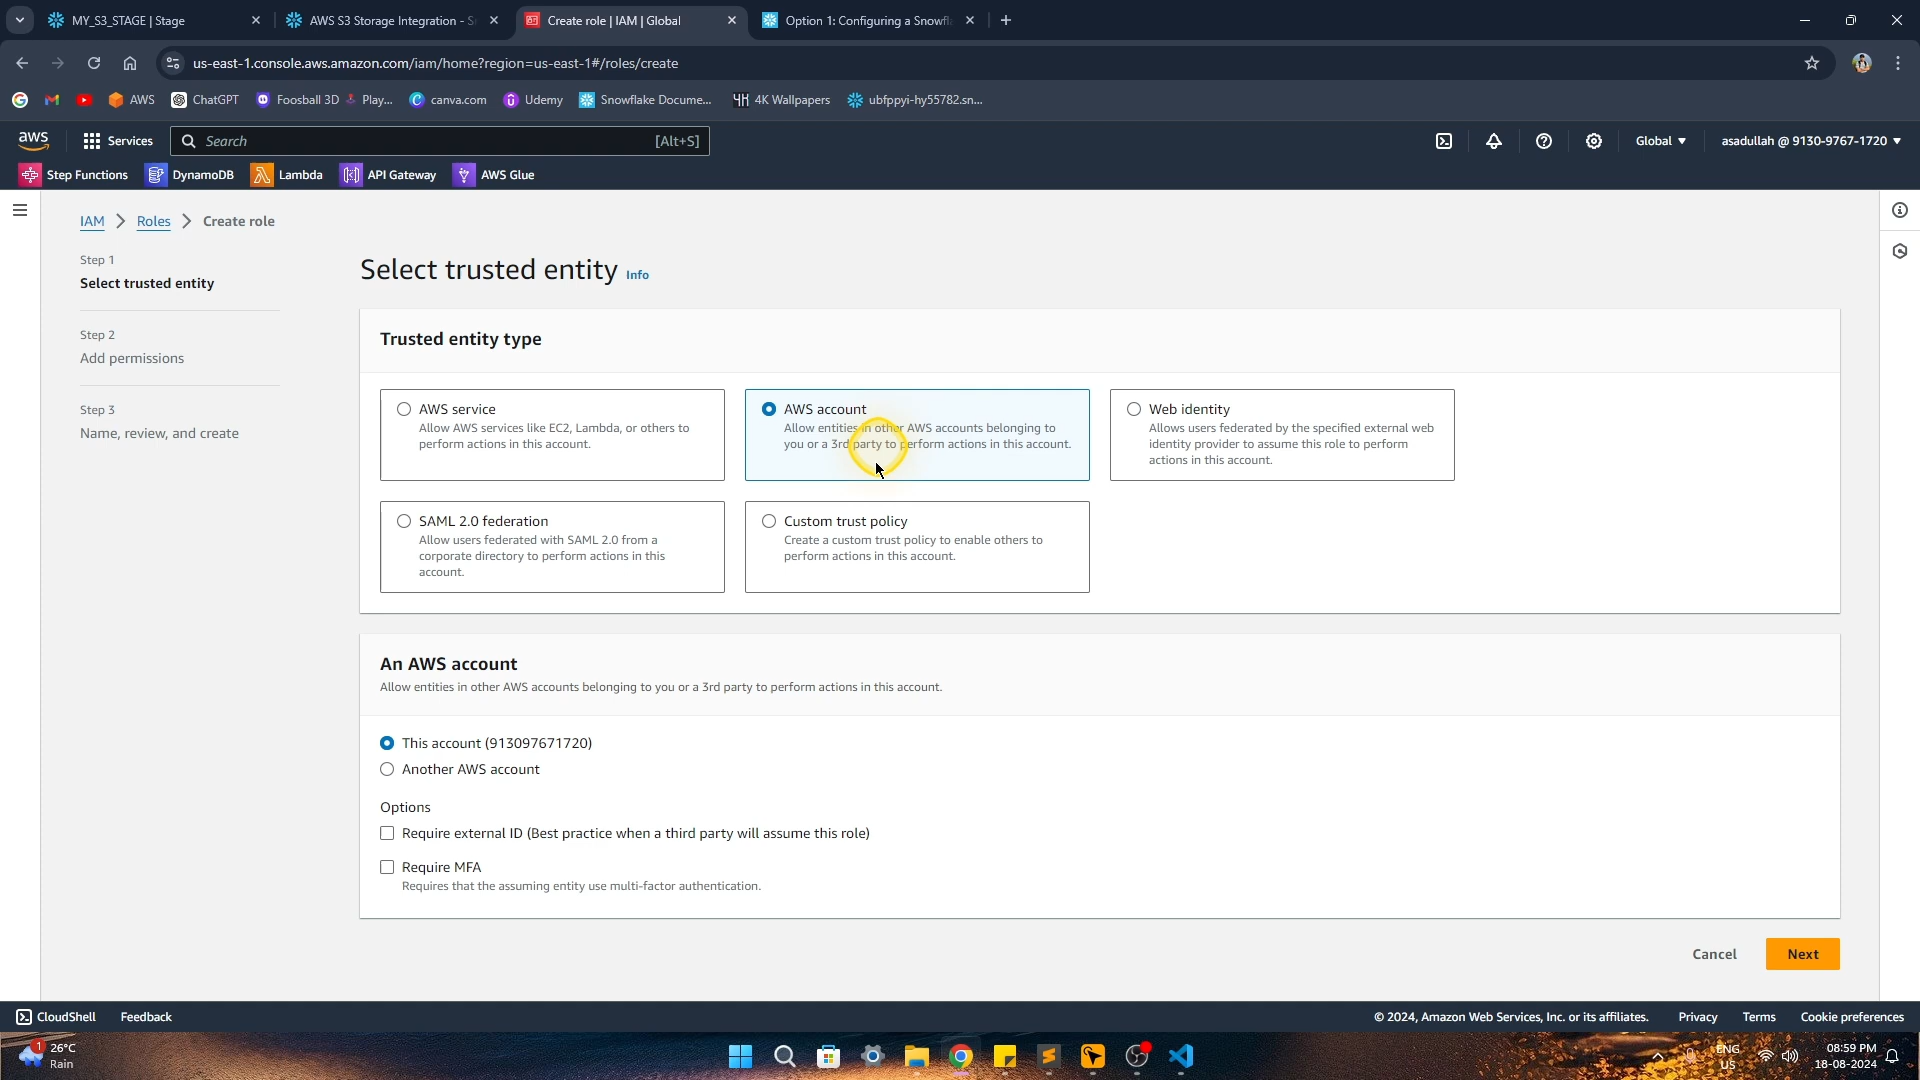 MY_S3_STAGE | Stage
AWS S3 Storage Integration - S
Create role | IAM | Global
Option 1: Configuring a Snowfl
us-east-1.console.aws.amazon.com/iam/home?region=us-east-1#/roles/create
AWS
ChatGPT
Foosball 3D
Play...
canva.com
Udemy
Snowflake Docume...
4K Wallpapers
ubfppyi-hy55782.sn...
aws
Services
Search
[Alt+S]
Global
asadullah @ 9130-9767-1720
Step Functions
DynamoDB
Lambda
API Gateway
AWS Glue
IAM
Roles
Create role
Step 1
Select trusted entity
Step 2
Add permissions
Step 3
Name, review, and create
Select trusted entity Info
Trusted entity type
AWS service
Allow AWS services like EC2, Lambda, or others to
perform actions in this account.
AWS account
Allow entities in other AWS accounts belonging to
you or a 3rd party to perform actions in this account.
Web identity
Allows users federated by the specified external web
identity provider to assume this role to perform
actions in this account.
SAML 2.0 federation
Allow users federated with SAML 2.0 from a
corporate directory to perform actions in this
account.
Custom trust policy
Create a custom trust policy to enable others to
perform actions in this account.
An AWS account
Allow entities in other AWS accounts belonging to you or a 3rd party to perform actions in this account.
This account (913097671720)
Another AWS account
Options
Require external ID (Best practice when a third party will assume this role)
Require MFA
Requires that the assuming entity use multi-factor authentication.
Cancel
Next
CloudShell
Feedback
© 2024, Amazon Web Services, Inc. or its affiliates.
Privacy
Terms
Cookie preferences
1
26°C
Rain
ENG
US
08:59 PM
18-08-2024